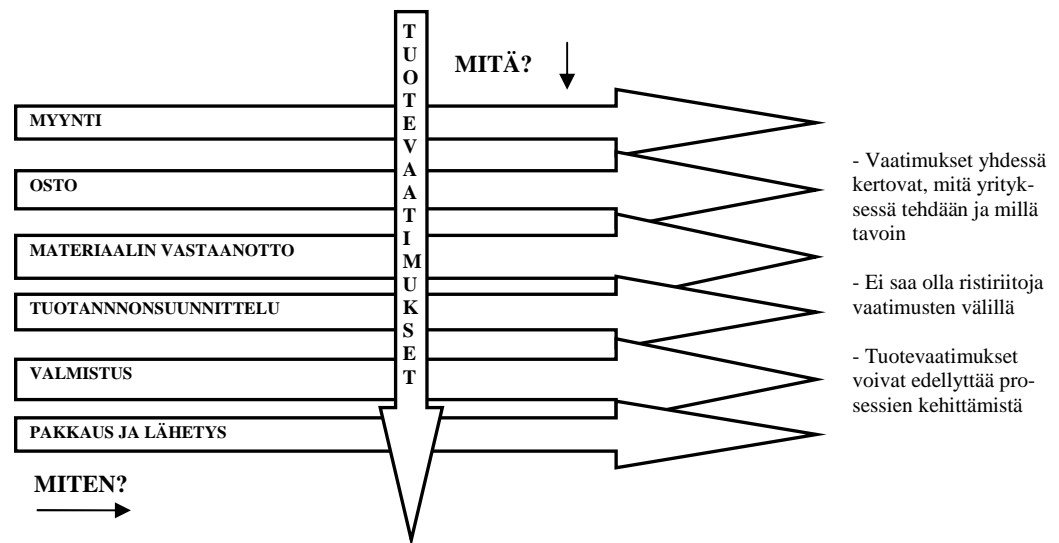 TUOTEVAATIMUKSET
MITÄ?
MYYNTI
OSTO
MATERIAALIN VASTAANOTTO
TUOTANNNONSUUNNITTELU
VALMISTUS
PAKKAUS JA LÄHETYS
MITEN?
- Vaatimukset yhdessä
kertovat, mitä yrityk-
sessä tehdään ja millä
tavoin
- Ei saa olla ristiriitoja
vaatimusten välillä
- Tuotevaatimukset
voivat edellyttää pro-
sessien kehittämistä